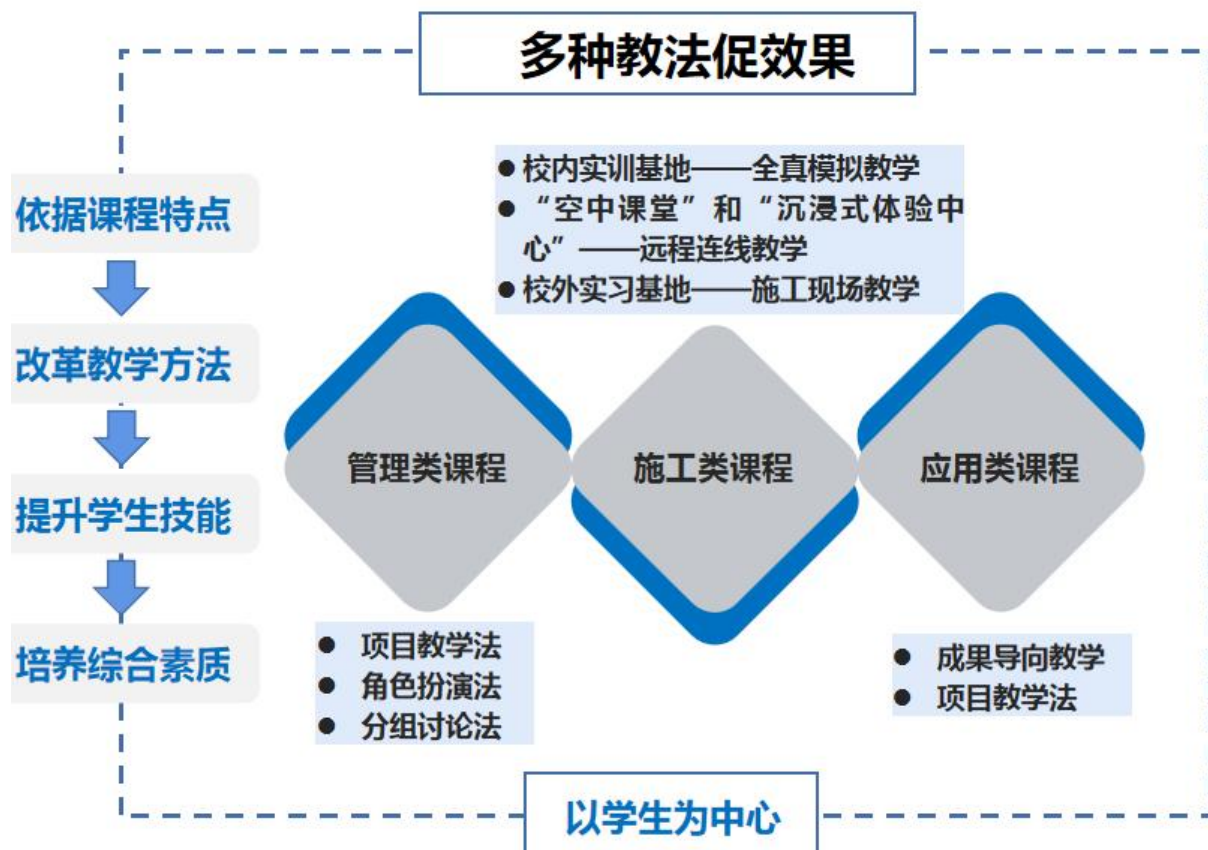 多种教法促效果
依据课程特点
改革教学方法
提升学生技能
培养综合素质
● 校内实训基地——全真模拟教学
● “空中课堂”和“沉浸式体验中
心”——远程连线教学
● 校外实习基地——施工现场教学
管理类课程
施工类课程
应用类课程
● 项目教学法
● 角色扮演法
● 分组讨论法
● 成果导向教学
● 项目教学法
以学生为中心